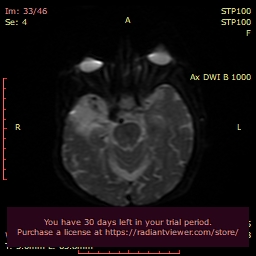 Im: 33/46
Se: 4
A
STP100
STP100
F
Ax DWI B 1000
R
L
You have 30 days left in your trial period.
Purchase a license at https://radiantviewer.com/store/